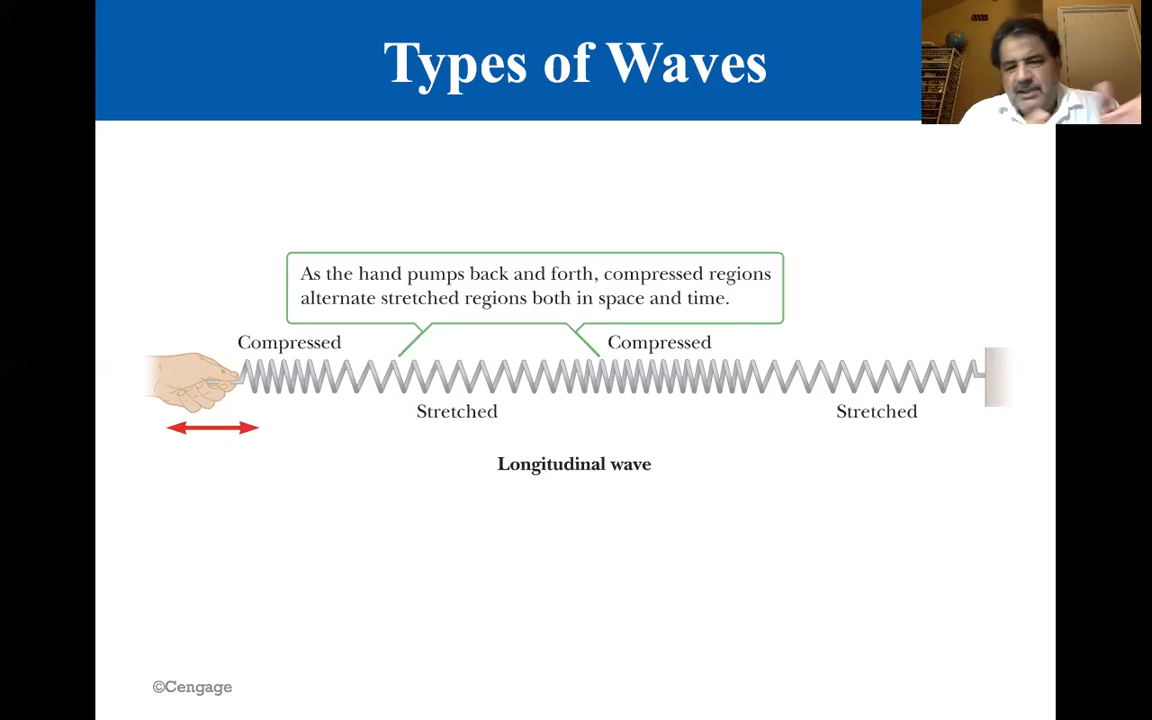 Types of Waves
As the hand pumps back and forth, compressed regions
alternate stretched regions both in space and time.
Compressed
Compressed
Stretched
Stretched
Longitudinal wave
©Cengage